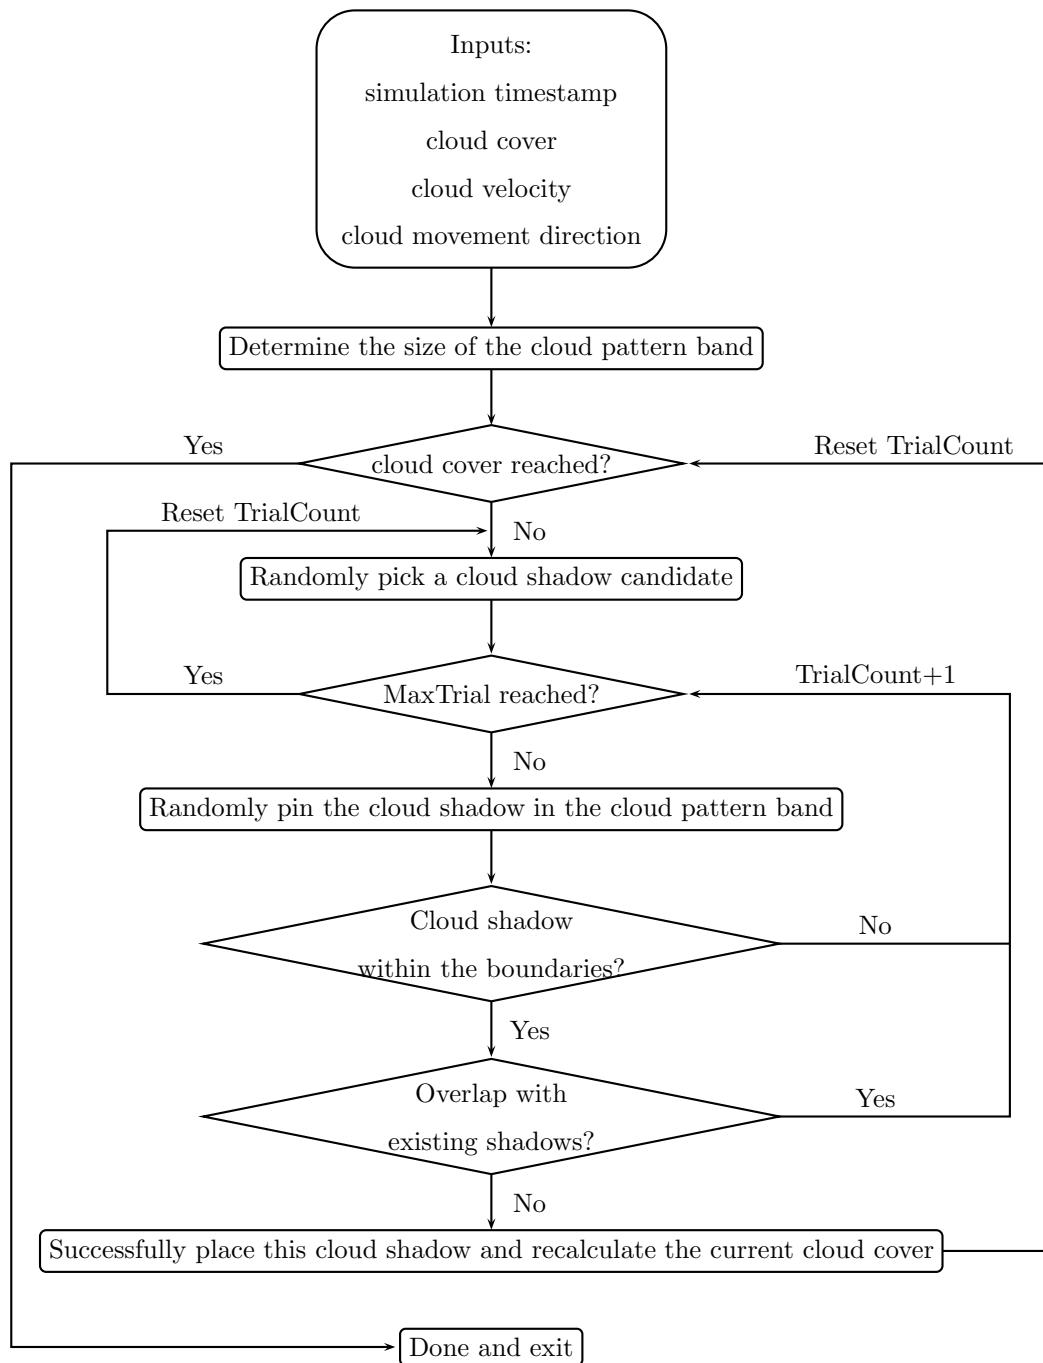 Inputs:
simulation timestamp
cloud cover
cloud velocity
cloud movement direction
Determine the size of the cloud pattern band
Yes
cloud cover reached?
Reset TrialCount
Reset TrialCount
No
Randomly pick a cloud shadow candidate
Yes
MaxTrial reached?
TrialCount+1
No
Randomly pin the cloud shadow in the cloud pattern band
Cloud shadow
within the boundaries?
No
Yes
Overlap with
existing shadows?
Yes
No
Successfully place this cloud shadow and recalculate the current cloud cover
Done and exit